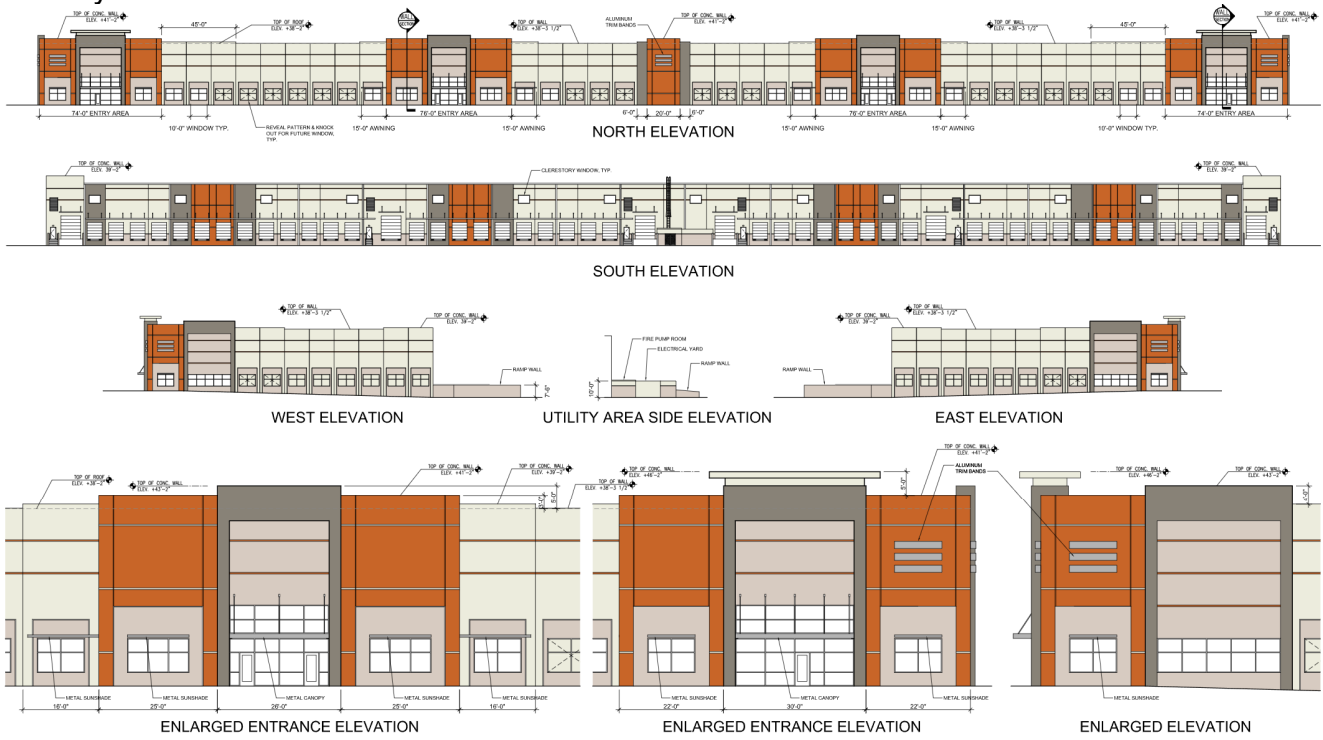 TOP OF CONC. WALL
ELEV. +41'-2"
45'-0"
TOP OF ROOF
ELEV. +38'-2"
WALL
SECTION
TOP OF WALL
ELEV. +38'-3 1/2"
ALUMINUM
TRIM BANDS
TOP OF CONC. WALL
ELEV. +41'-2"
TOP OF WALL
ELEV. +38'-3 1/2"
45'-0"
WALL
SECTION
TOP OF CONC. WALL
ELEV. +41'-2"
74'-0" ENTRY AREA
10'-0" WINDOW TYP.
REVEAL PATTERN & KNOCK
OUT FOR FUTURE WINDOW,
TYP.
15'-0" AWNING
76'-0" ENTRY AREA
15'-0" AWNING
6'-0"
20'-0"
6'-0"
15'-0" AWNING
76'-0" ENTRY AREA
15'-0" AWNING
10'-0" WINDOW TYP.
74'-0" ENTRY AREA
NORTH ELEVATION
TOP OF CONC. WALL
ELEV. 39'-2"
CLERESTORY WINDOW, TYP.
TOP OF CONC. WALL
ELEV. 39'-2"
SOUTH ELEVATION
TOP OF WALL
ELEV. +38'-3 1/2"
TOP OF CONC. WALL
ELEV. 39'-2"
RAMP WALL
7'-6"
WEST ELEVATION
FIRE PUMP ROOM
ELECTRICAL YARD
RAMP WALL
10'-0"
UTILITY AREA SIDE ELEVATION
TOP OF CONC. WALL
ELEV. 39'-2"
TOP OF WALL
ELEV. +38'-3 1/2"
RAMP WALL
EAST ELEVATION
TOP OF ROOF
ELEV. +38'-2"
TOP OF CONC. WALL
ELEV. +43'-2"
TOP OF CONC. WALL
ELEV. +41'-2"
TOP OF CONC. WALL
ELEV. +39'-2"
TOP OF WALL
ELEV. +38'-3 1/2"
3'-0"
5'-0"
METAL SUNSHADE
METAL SUNSHADE
METAL CANOPY
METAL SUNSHADE
METAL SUNSHADE
16'-0"
25'-0"
26'-0"
25'-0"
16'-0"
ENLARGED ENTRANCE ELEVATION
TOP OF CONC. WALL
ELEV. +46'-2"
TOP OF CONC. WALL
ELEV. +41'-2"
5'-0"
ALUMINUM
TRIM BANDS
METAL SUNSHADE
METAL CANOPY
METAL SUNSHADE
22'-0"
30'-0"
22'-0"
ENLARGED ENTRANCE ELEVATION
TOP OF CONC. WALL
ELEV. +46'-2"
TOP OF CONC. WALL
ELEV. +43'-2"
4'-0"
METAL SUNSHADE
ENLARGED ELEVATION